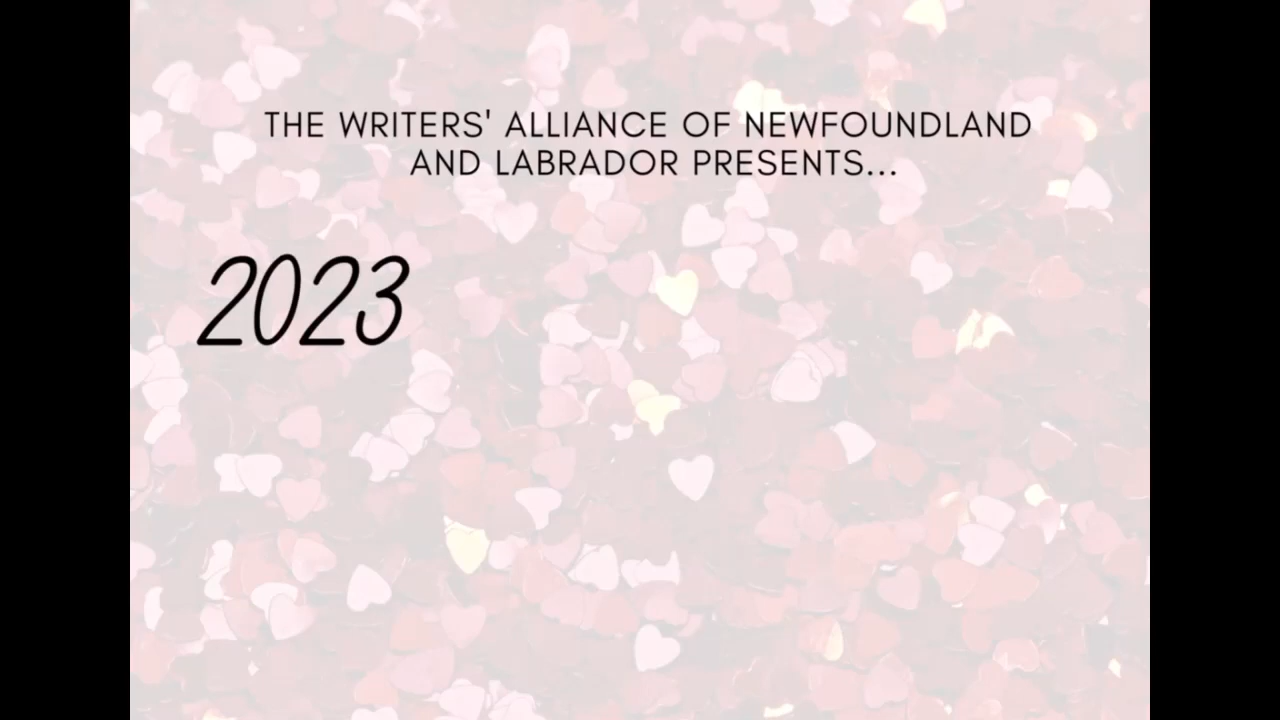 THE WRITERS' ALLIANCE OF NEWFOUNDLAND
AND LABRADOR PRESENTS...
2023